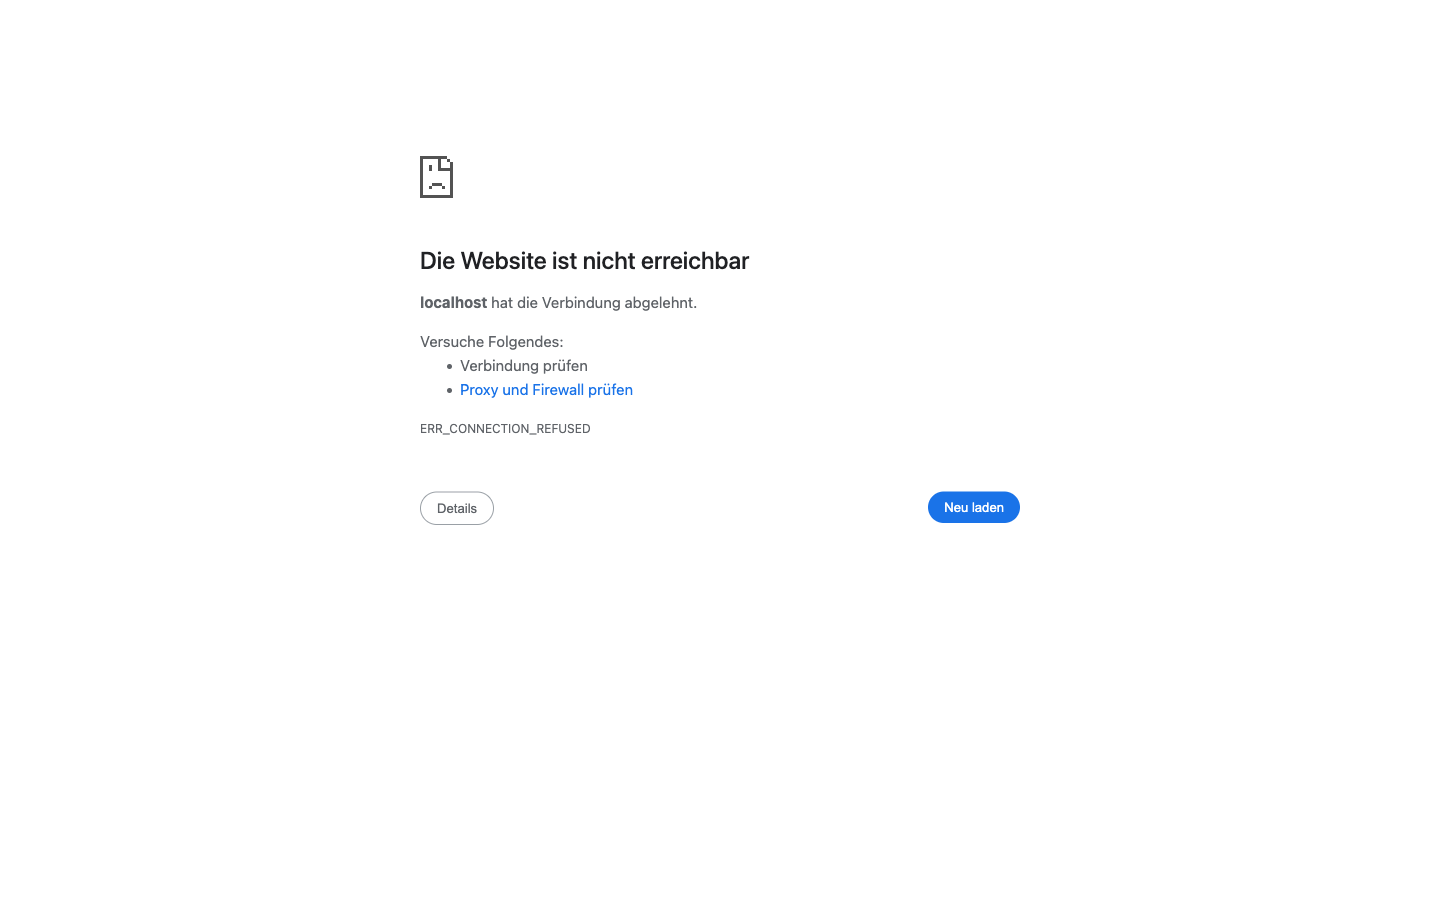 Die Website ist nicht erreichbar
localhost hat die Verbindung abgelehnt.
Versuche Folgendes:
Verbindung prüfen
Proxy und Firewall prüfen
ERR_CONNECTION_REFUSED
Details
Neu laden